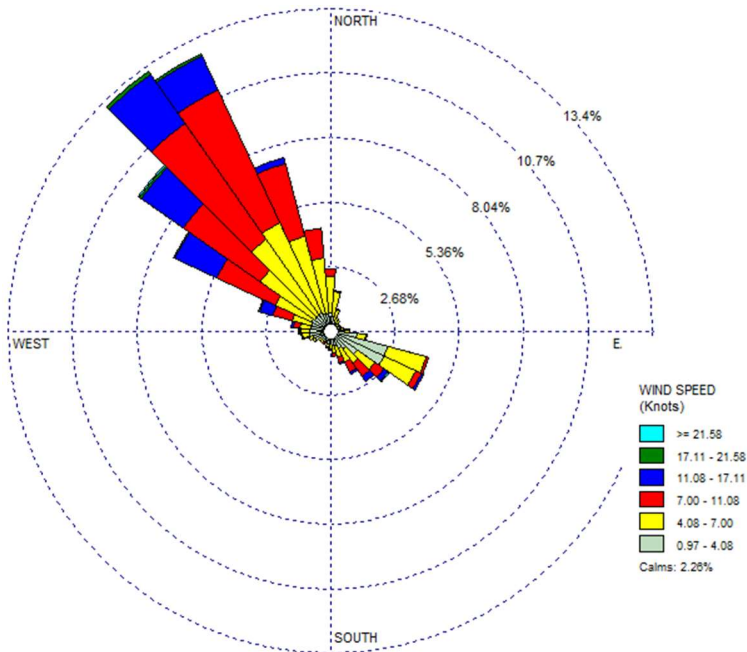 NORTH
13.4%
10.7%
8.04%
5.36%
2.68%
WEST
E.
WIND SPEED
(Knots)
>= 21.58
17.11 - 21.58
11.08 - 17.11
7.00 - 11.08
4.08 - 7.00
0.97 - 4.08
Calms: 2.26%
SOUTH